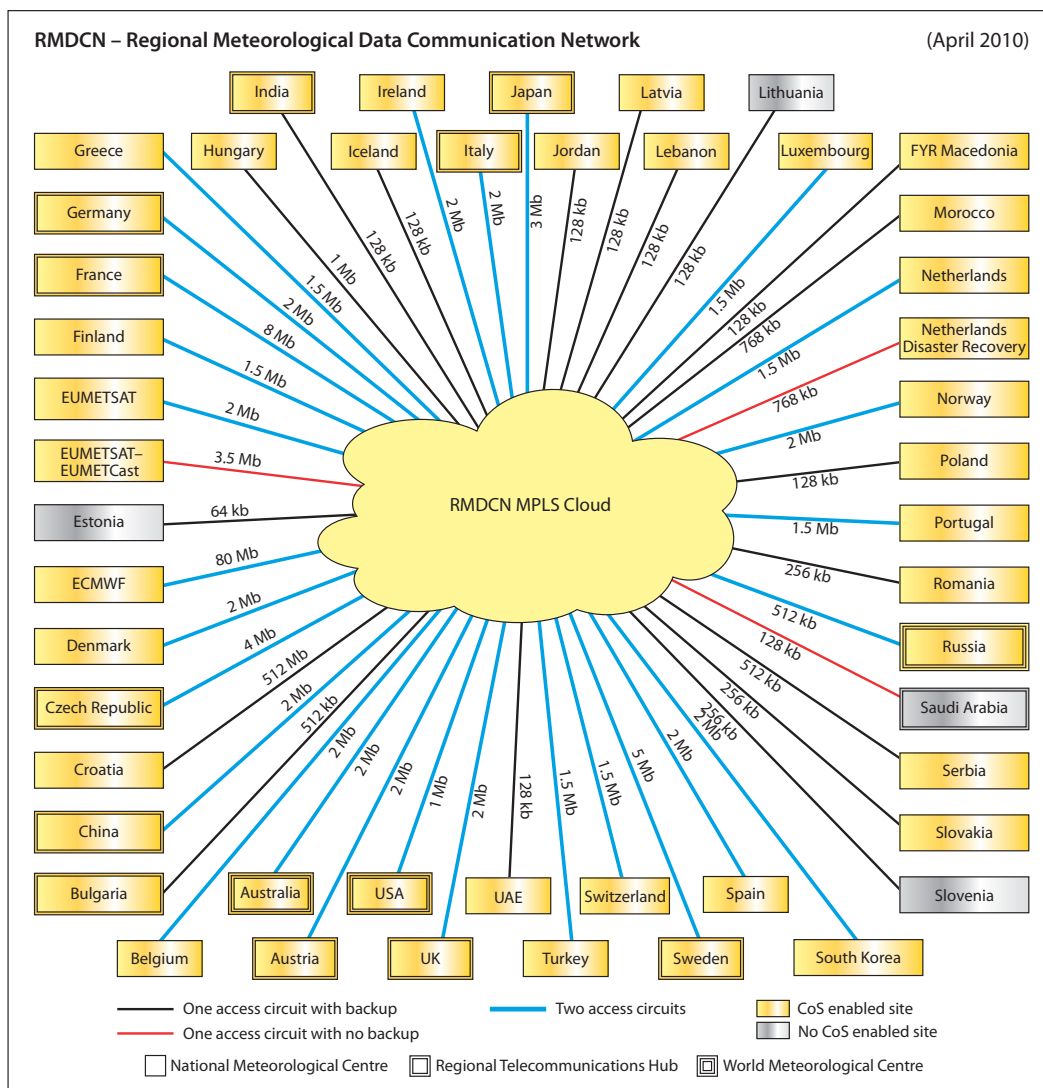 RMDCN – Regional Meteorological Data Communication Network (April 2010)
India
Ireland
Japan
Latvia
Lithuania
Greece
Hungary
Iceland
Italy
Jordan
Lebanon
Luxembourg
FYR Macedonia
Germany
Morocco
France
Netherlands
Finland
Netherlands
Disaster Recovery
EUMETSAT
Norway
EUMETSAT–
EUMETCast
Poland
Estonia
RMDCN MPLS Cloud
Portugal
ECMWF
Romania
Denmark
Russia
Czech Republic
Saudi Arabia
Croatia
Serbia
China
Slovakia
Bulgaria
Australia
USA
UAE
Switzerland
Spain
Slovenia
Belgium
Austria
UK
Turkey
Sweden
South Korea
1.5 Mb
2 Mb
8 Mb
1.5 Mb
2 Mb
3.5 Mb
64 kb
80 Mb
2 Mb
4 Mb
512 Mb
2 Mb
512 kb
2 Mb
2 Mb
2 Mb
1 Mb
2 Mb
128 kb
1.5 Mb
1.5 Mb
5 Mb
2 Mb
2 Mb
256 kb
256 kb
512 kb
128 kb
512 kb
256 kb
1.5 Mb
128 kb
2 Mb
768 kb
1.5 Mb
768 kb
128 kb
1.5 Mb
128 kb
128 kb
128 kb
128 kb
3 Mb
2 Mb
2 Mb
128 kb
128 kb
1 Mb
One access circuit with backup
Two access circuits
CoS enabled site
One access circuit with no backup
No CoS enabled site
National Meteorological Centre
Regional Telecommunications Hub
World Meteorological Centre